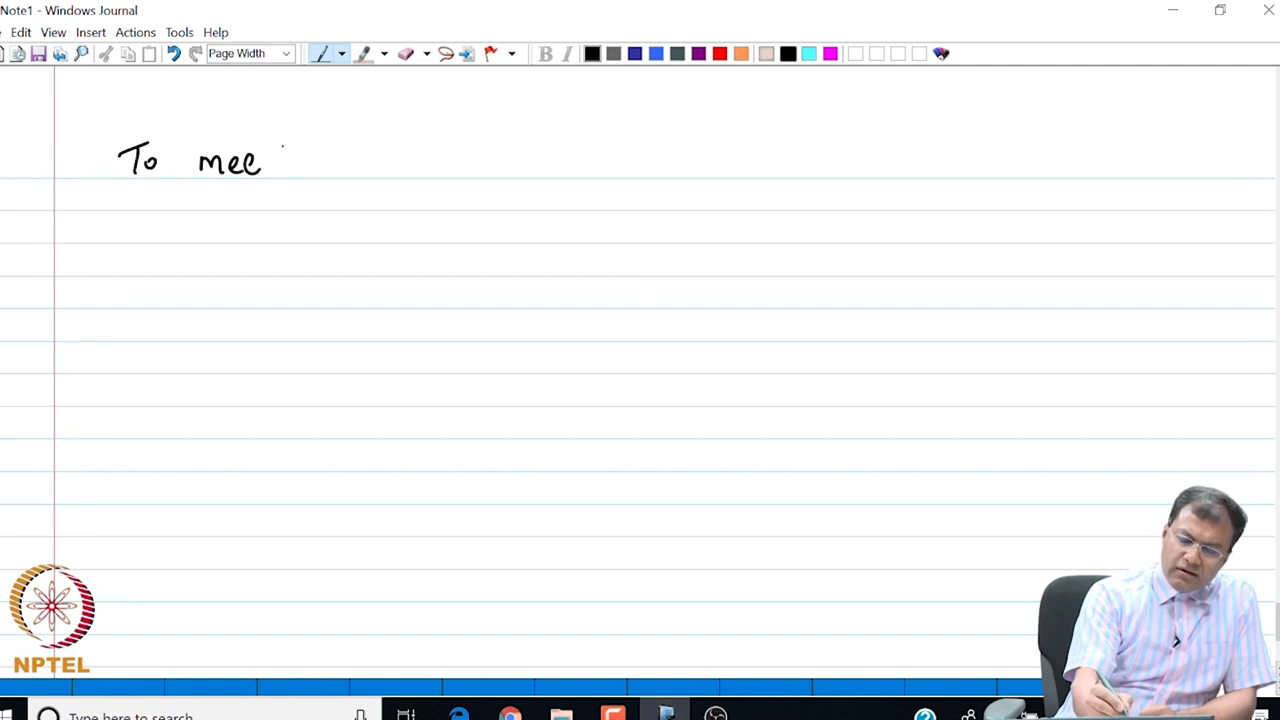 Note1 - Windows Journal
Edit View Insert Actions Tools Help
Page Width
B I
To mee
NPTEL
Type here to search